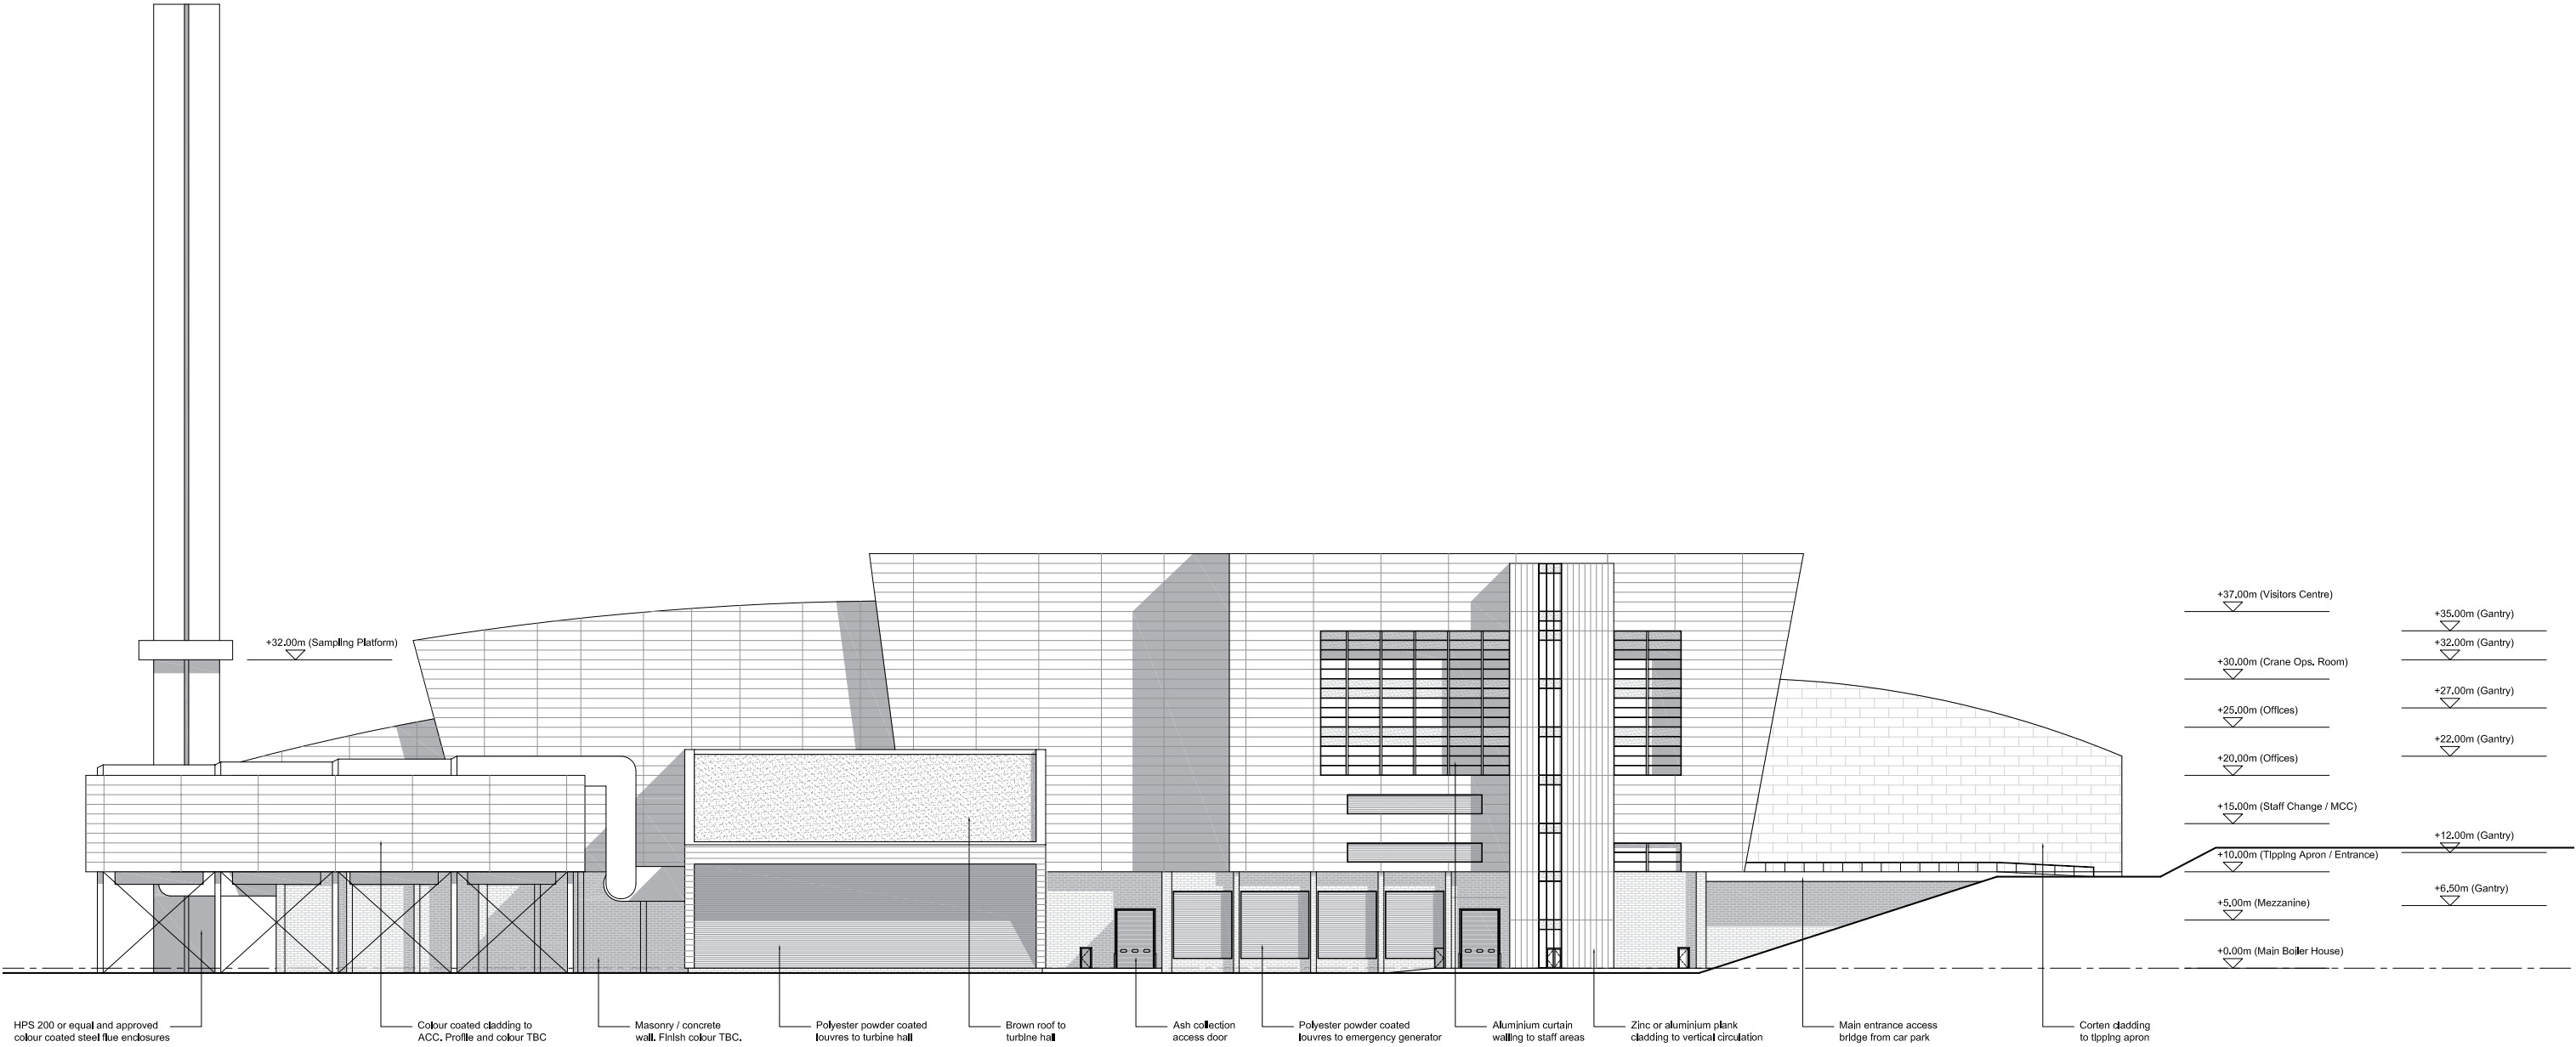 +32.00m (Sampling Platform)
+37.00m (Visitors Centre)
+30.00m (Crane Ops. Room)
+25.00m (Offices)
+20.00m (Offices)
+15.00m (Staff Change / MCC)
+10.00m (Tipping Apron / Entrance)
+5.00m (Mezzanine)
+0.00m (Main Boiler House)
+35.00m (Gantry)
+32.00m (Gantry)
+27.00m (Gantry)
+22.00m (Gantry)
+12.00m (Gantry)
+6.50m (Gantry)
HPS 200 or equal and approved
colour coated steel flue enclosures
Colour coated cladding to
ACC. Profile and colour TBC
Masonry / concrete
wall. Finish colour TBC.
Polyester powder coated
louvres to turbine hall
Brown roof to
turbine hall
Ash collection
access door
Polyester powder coated
louvres to emergency generator
Aluminium curtain
walling to staff areas
Zinc or aluminium plank
cladding to vertical circulation
Main entrance access
bridge from car park
Corten cladding
to tipping apron